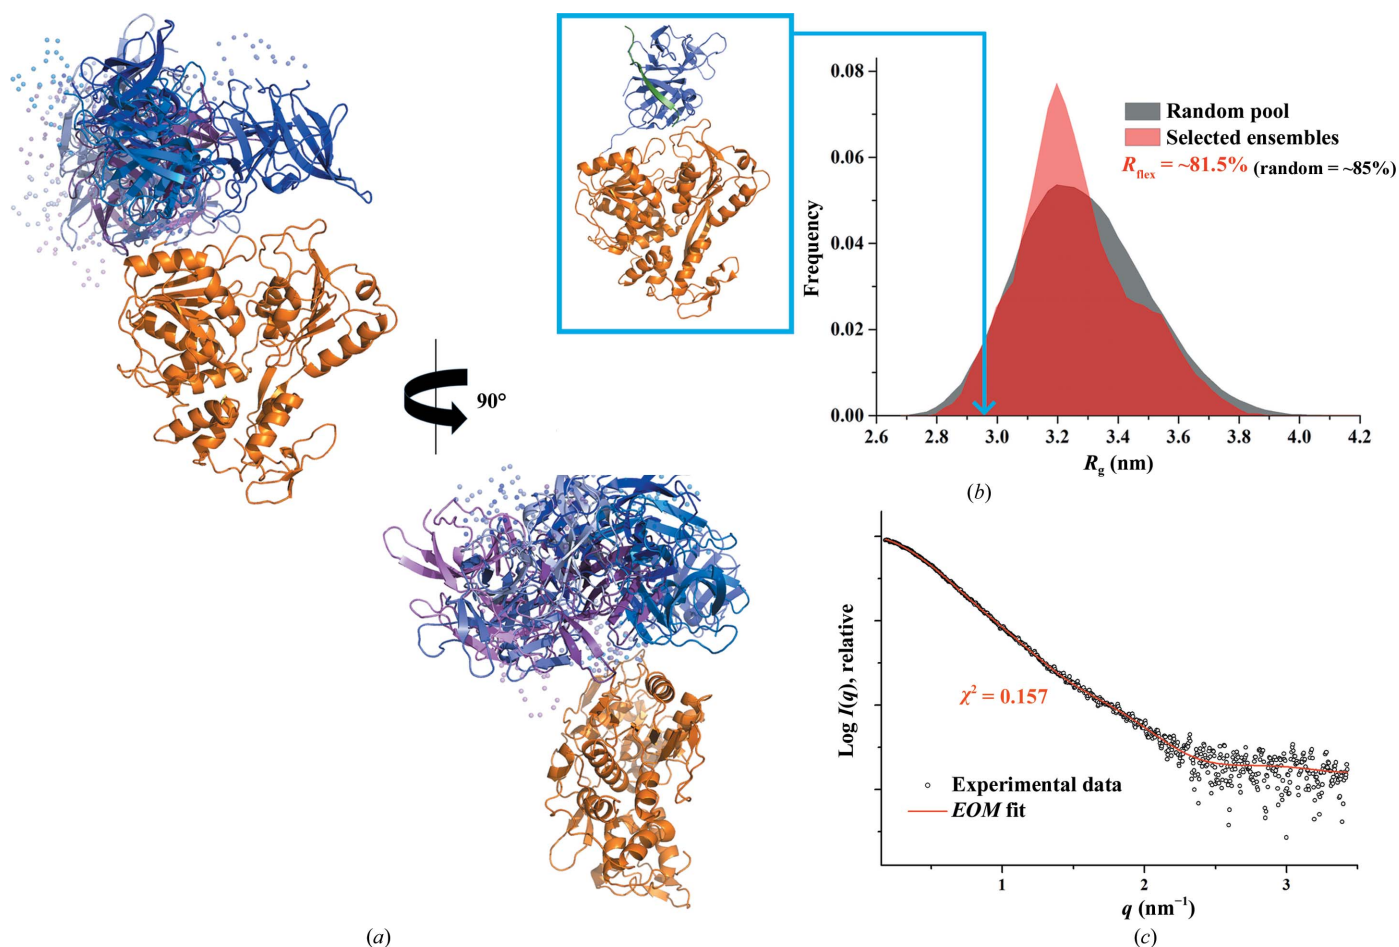 90°
(a)
0.08
0.06
0.04
0.02
0.00
Frequency
Random pool
Selected ensembles
Rflex = ~81.5% (random = ~85%)
2.6 2.8 3.0 3.2 3.4 3.6 3.8 4.0 4.2
Rg (nm)
(b)
Log I(q), relative
χ² = 0.157
Experimental data
EOM fit
1 2 3
q (nm⁻¹)
(c)